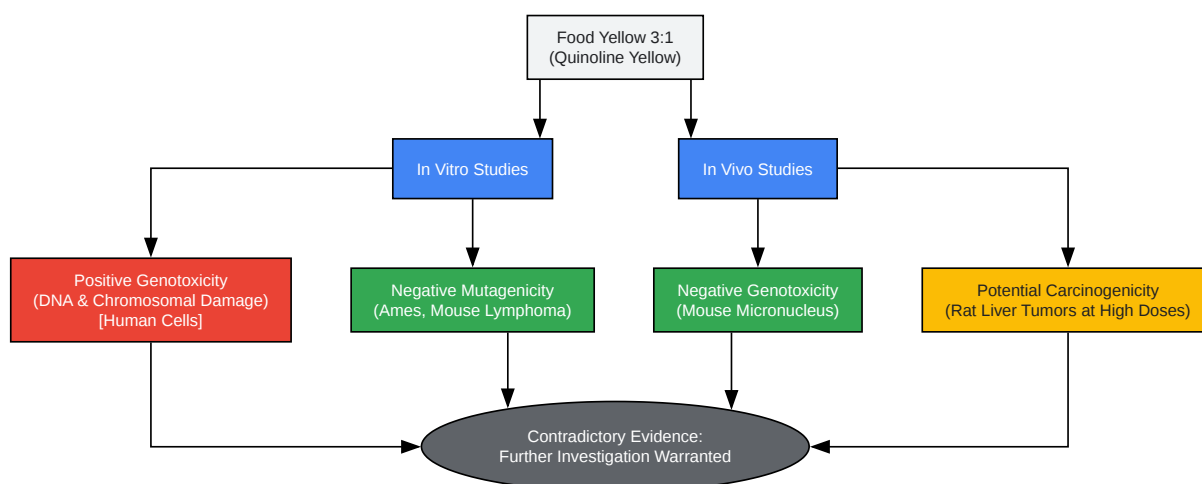 Food Yellow 3:1
(Quinoline Yellow)
In Vitro Studies
In Vivo Studies
Positive Genotoxicity
(DNA & Chromosomal Damage)
[Human Cells]
Negative Mutagenicity
(Ames, Mouse Lymphoma)
Negative Genotoxicity
(Mouse Micronucleus)
Potential Carcinogenicity
(Rat Liver Tumors at High Doses)
Contradictory Evidence:
Further Investigation Warranted